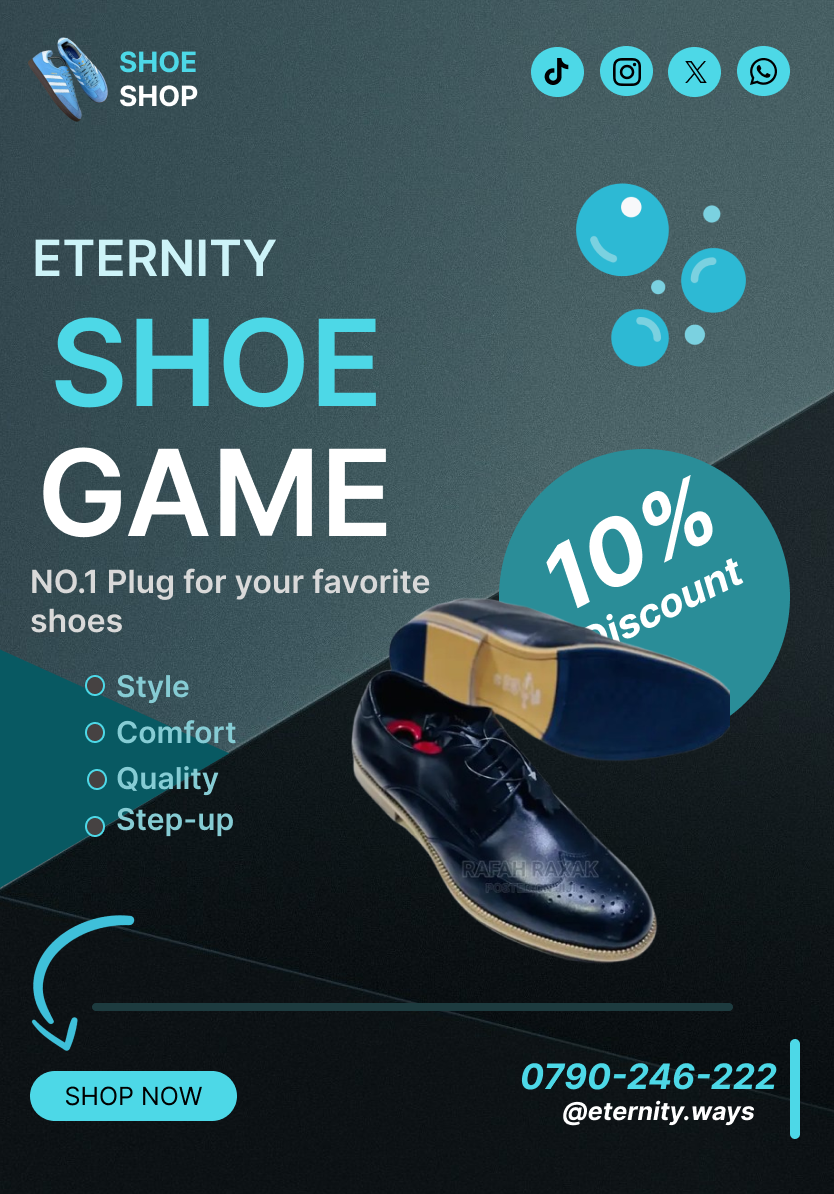 SHOE
SHOP
ETERNITY
SHOE
GAME
NO.1 Plug for your favorite
shoes
10%
Discount
Style
Comfort
Quality
Step-up
RAFAH RAXAK
SHOP NOW
0790-246-222
@eternity.ways